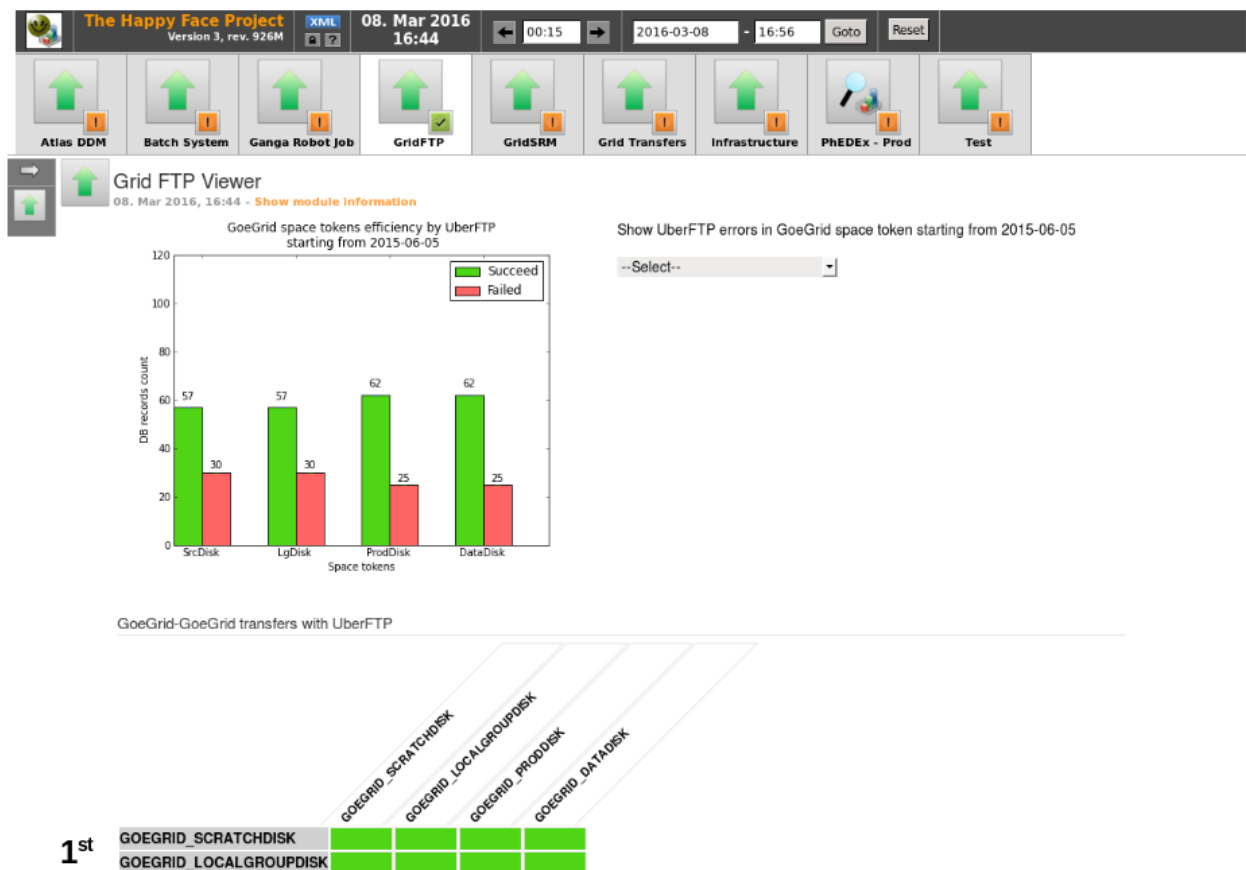 The Happy Face Project
Version 3, rev. 926M
XML
?
08. Mar 2016
16:44
00:15
2016-03-08 - 16:56 Goto Reset
Atlas DDM Batch System Ganga Robot Job GridFTP GridSRM Grid Transfers Infrastructure PhEDEx - Prod Test
Grid FTP Viewer
08. Mar 2016, 16:44 - Show module information
GoeGrid space tokens efficiency by UberFTP
starting from 2015-06-05
Succeed
Failed
120
100
80
60
40
20
0
DB records count
57 30 57 30 62 25 62 25
SrcDisk LgDisk ProdDisk DataDisk
Space tokens
Show UberFTP errors in GoeGrid space token starting from 2015-06-05
--Select--
GoeGrid-GoeGrid transfers with UberFTP
GOEGRID_SCRATCHDISK
GOEGRID_LOCALGROUPDISK
GOEGRID_PRODDISK
GOEGRID_DATADISK
1st
GOEGRID_SCRATCHDISK
GOEGRID_LOCALGROUPDISK